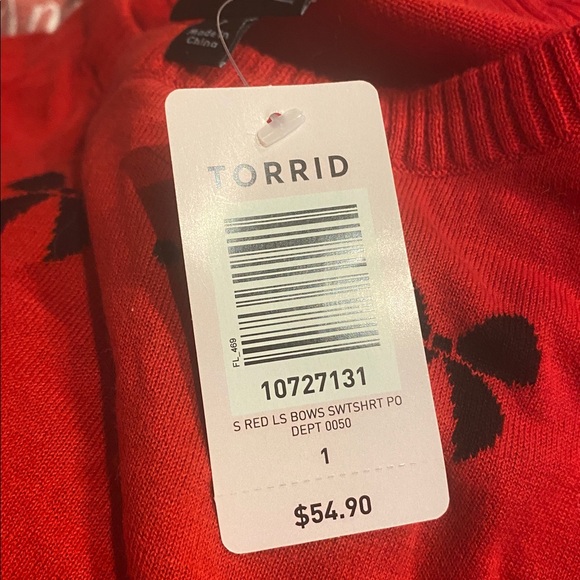 Made in
China
TORRID
FL_469
10727131
S RED LS BOWS SWTSHRT PO
DEPT 0050
1
$54.90